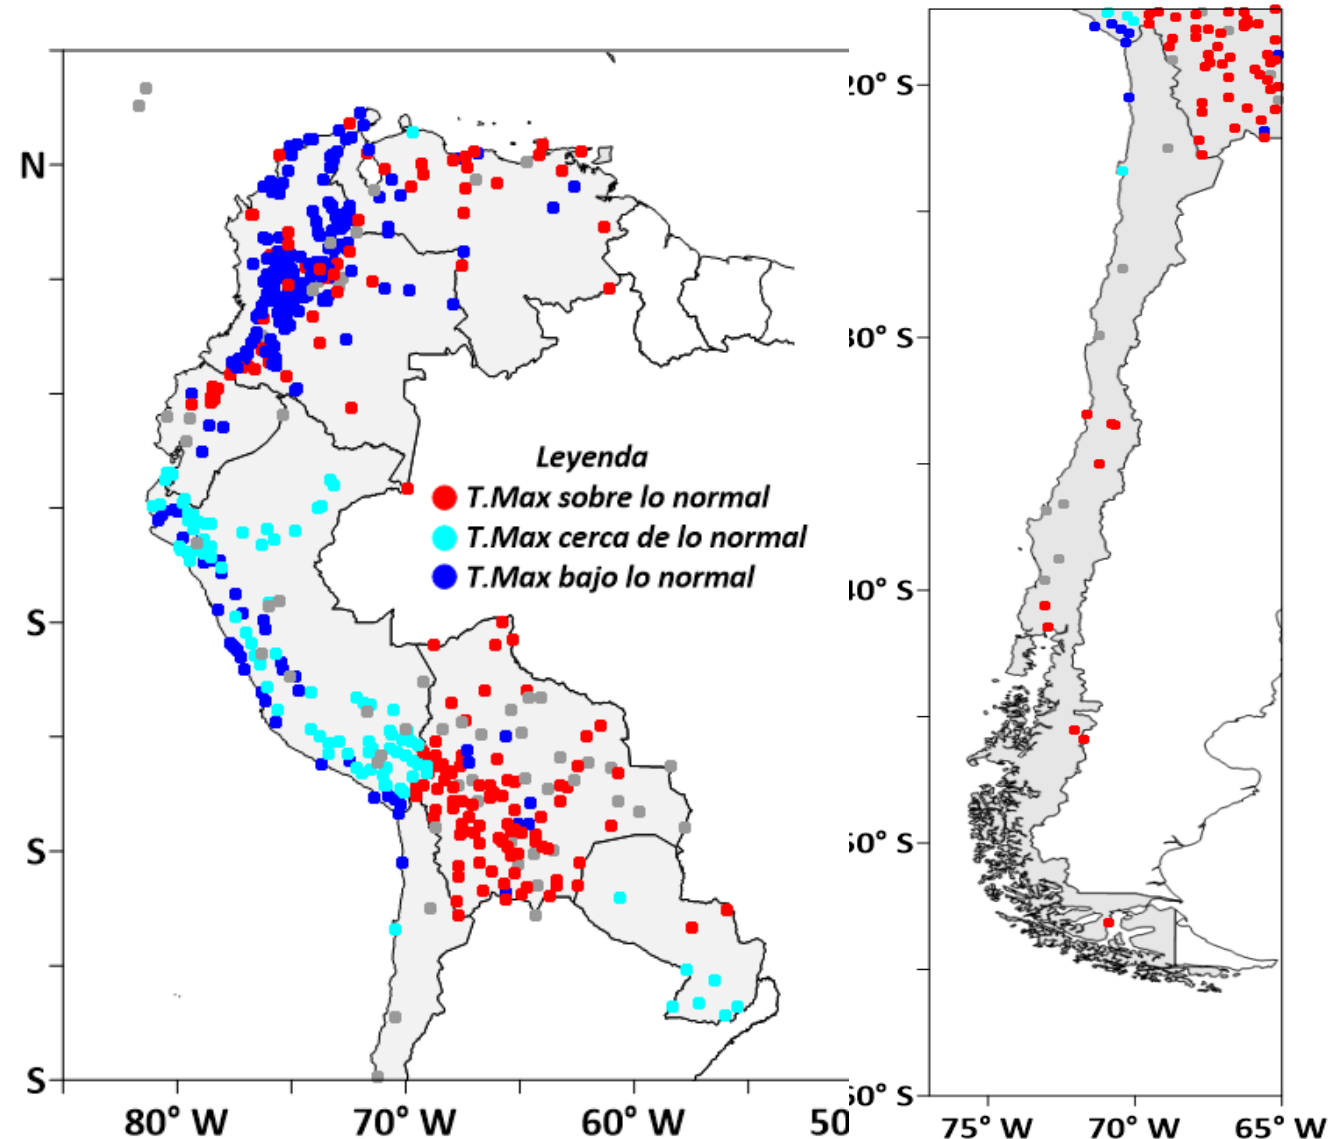 N
20° S
30° S
Leyenda
T.Max sobre lo normal
T.Max cerca de lo normal
T.Max bajo lo normal
40° S
S
50° S
S
S
60° S
80° W
70° W
60° W
50
75° W
70° W
65° W